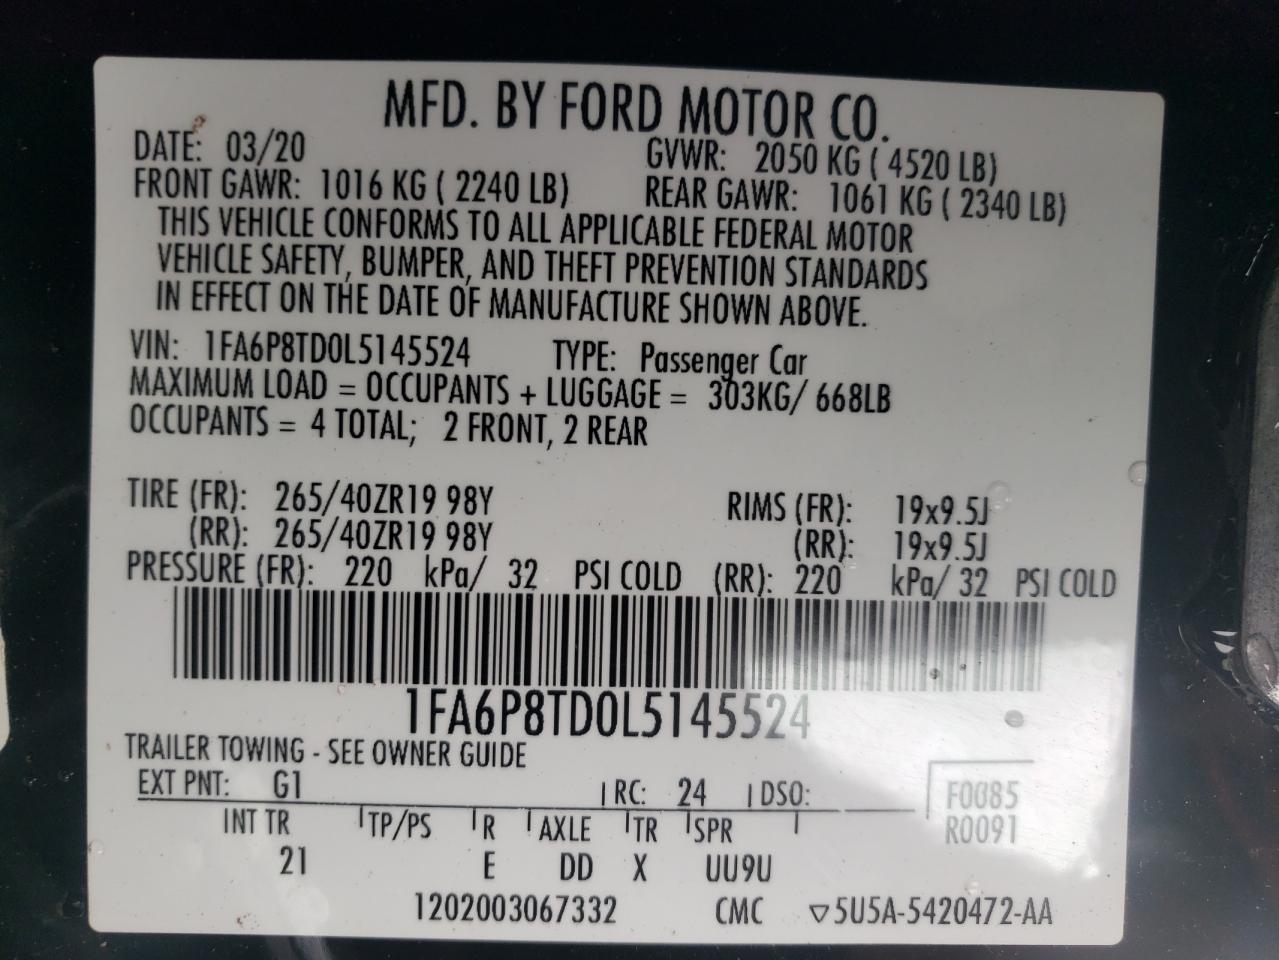 MFD. BY FORD MOTOR CO.
DATE: 03/20 GVWR: 2050 KG ( 4520 LB)
FRONT GAWR: 1016 KG ( 2240 LB) REAR GAWR: 1061 KG ( 2340 LB)
THIS VEHICLE CONFORMS TO ALL APPLICABLE FEDERAL MOTOR
VEHICLE SAFETY, BUMPER, AND THEFT PREVENTION STANDARDS
IN EFFECT ON THE DATE OF MANUFACTURE SHOWN ABOVE.
VIN: 1FA6P8TD0L5145524 TYPE: Passenger Car
MAXIMUM LOAD = OCCUPANTS + LUGGAGE = 303KG/ 668LB
OCCUPANTS = 4 TOTAL; 2 FRONT, 2 REAR
TIRE (FR): 265/40ZR19 98Y RIMS (FR): 19x9.5J
(RR): 265/40ZR19 98Y (RR): 19x9.5J
PRESSURE (FR): 220 kPa/ 32 PSI COLD (RR): 220 kPa/ 32 PSI COLD
1FA6P8TD0L5145524
TRAILER TOWING - SEE OWNER GUIDE
EXT PNT: G1 RC: 24 DSO: F0085
INT TR TP/PS R AXLE TR SPR R0091
21 E DD X UU9U
1202003067332 CMC ▽5U5A-5420472-AA